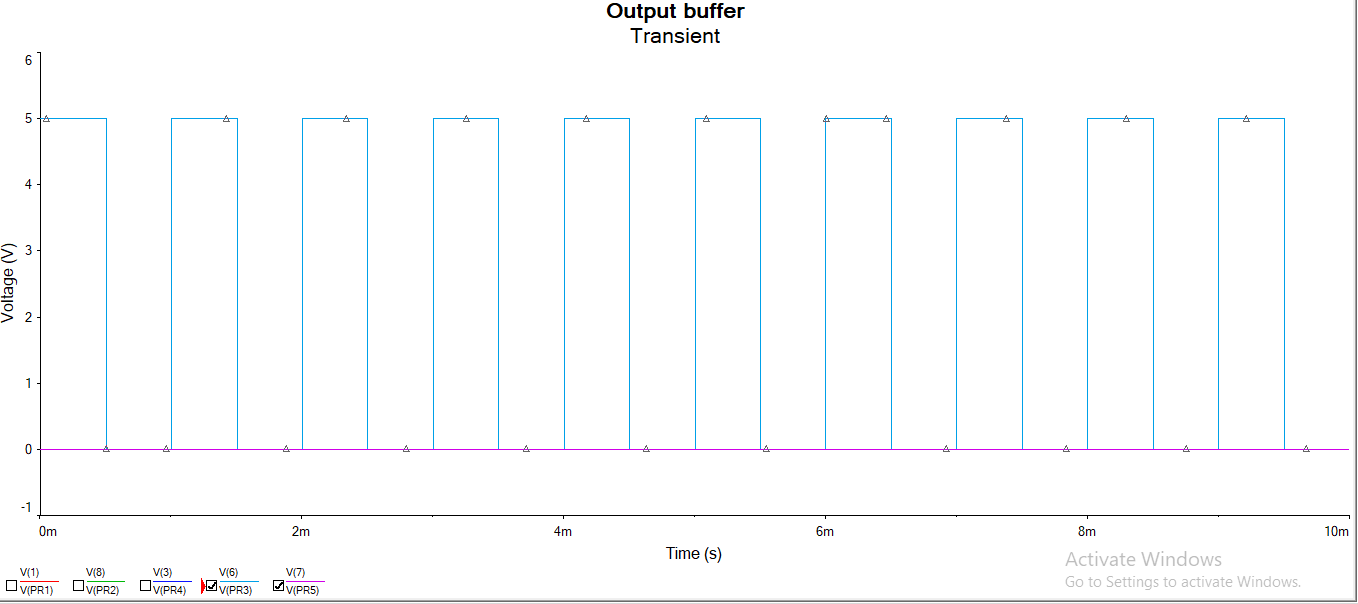 Output buffer
Transient
6
5
4
3
2
1
0
-1
Voltage (V)
0m
2m
4m
6m
8m
10m
Time (s)
Activate Windows
Go to Settings to activate Windows.
V(1)
V(8)
V(3)
V(6)
V(7)
V(PR1)
V(PR2)
V(PR4)
V(PR3)
V(PR5)